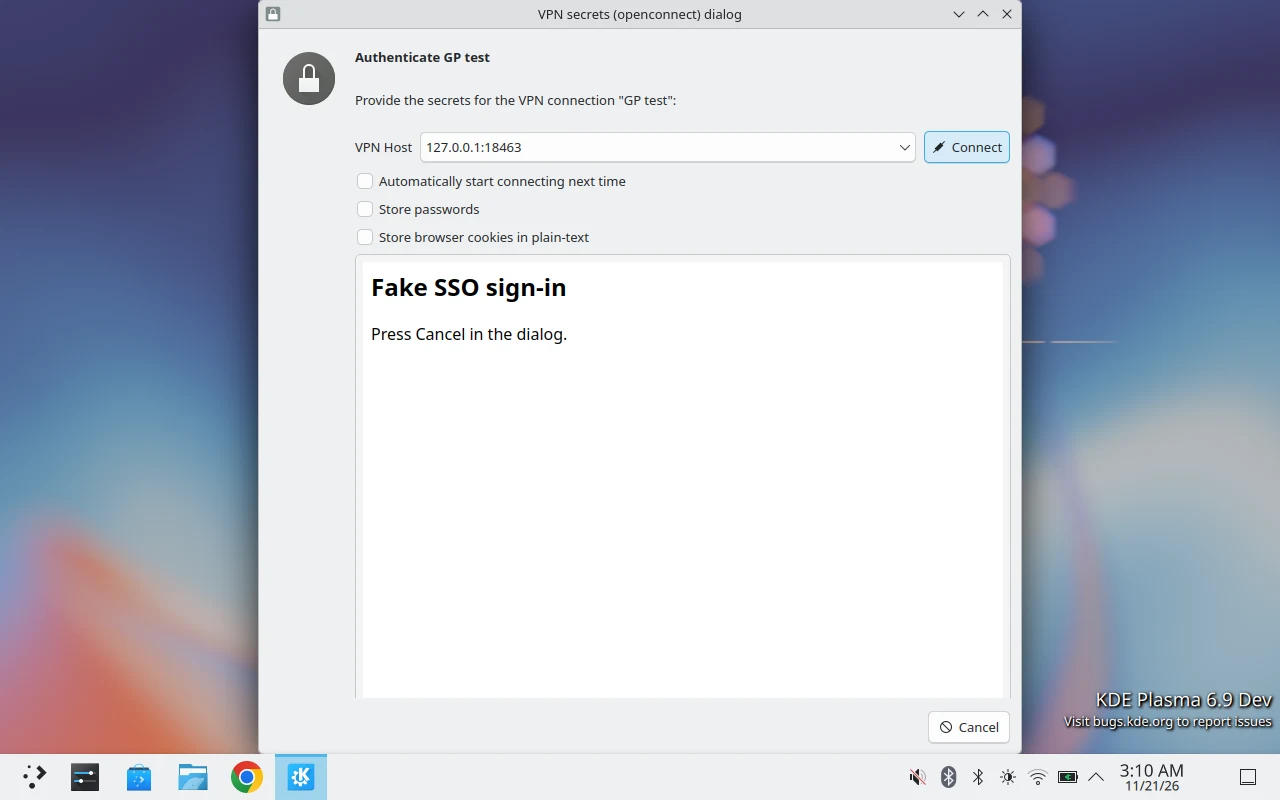 VPN secrets (openconnect) dialog
Authenticate GP test
Provide the secrets for the VPN connection "GP test":
VPN Host 127.0.0.1:18463 Connect
Automatically start connecting next time
Store passwords
Store browser cookies in plain-text
Fake SSO sign-in
Press Cancel in the dialog.
KDE Plasma 6.9 Dev
Visit bugs.kde.org to report issues
Cancel
3:10 AM
11/21/26